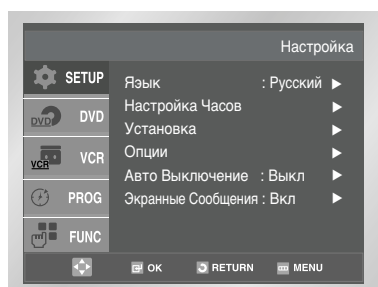 Настройка
SETUP
DVD DVD
VCR VCR
PROG
FUNC
Язык : Русский ►
Настройка Часов ►
Установка ►
Опции ►
Авто Выключение : Выкл ►
Экранные Сообщения : Вкл ►
OK RETURN MENU